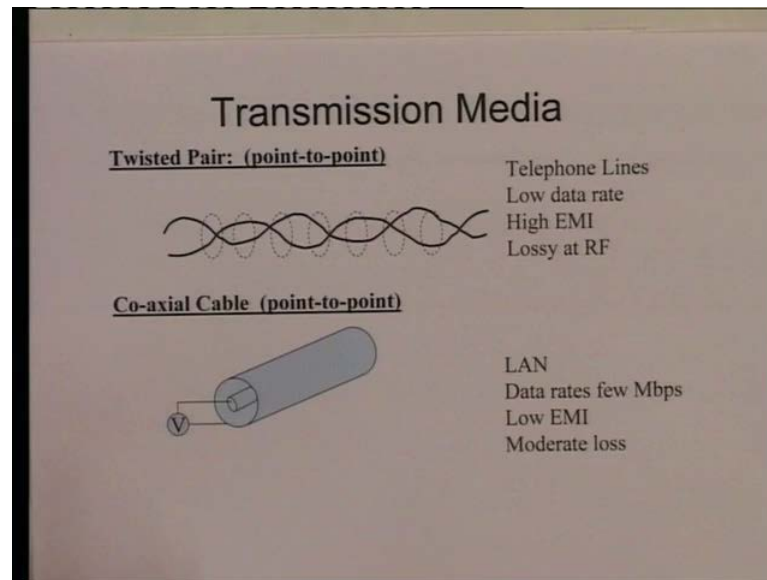 Transmission Media
Twisted Pair: (point-to-point)
Telephone Lines
Low data rate
High EMI
Lossy at RF
Co-axial Cable (point-to-point)
V
LAN
Data rates few Mbps
Low EMI
Moderate loss